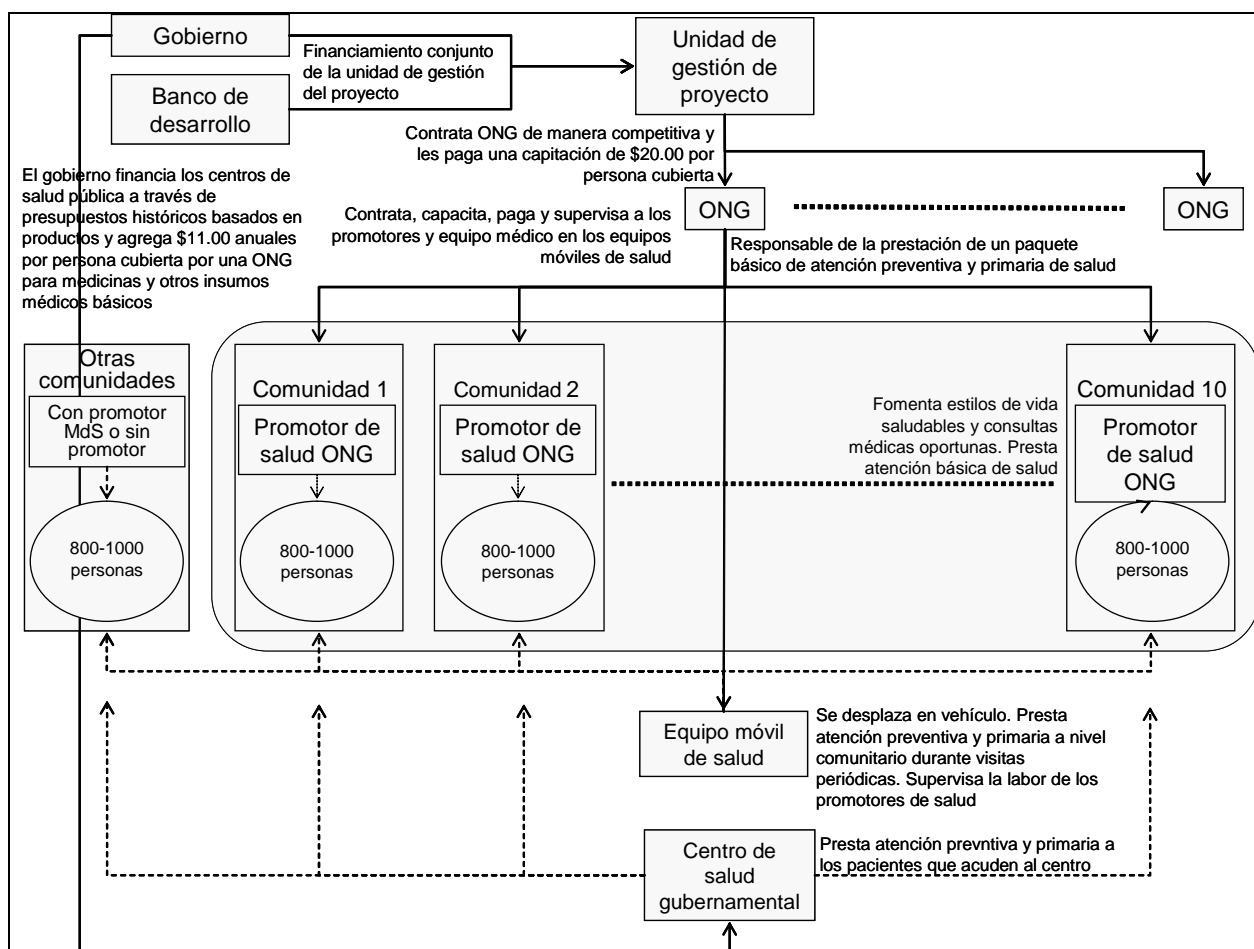 Gobierno
Financiamiento conjunto
de la unidad de gestión
del proyecto
Banco de
desarrollo
Unidad de
gestión de
proyecto
Contrata ONG de manera competitiva y
les paga una capitación de $20.00 por
persona cubierta
El gobierno financia los centros de
salud pública a través de
presupuestos históricos basados en
productos y agrega $11.00 anuales
por persona cubierta por una ONG
para medicinas y otros insumos
médicos básicos
ONG
ONG
Contrata, capacita, paga y supervisa a los
promotores y equipo médico en los equipos
móviles de salud
Responsable de la prestación de un paquete
básico de atención preventiva y primaria de salud
Otras
comunidades
Con promotor
MdS o sin
promotor
800-1000
personas
Comunidad 1
Promotor de
salud ONG
800-1000
personas
Comunidad 2
Promotor de
salud ONG
800-1000
personas
Fomenta estilos de vida
saludables y consultas
médicas oportunas. Presta
atención básica de salud
Comunidad 10
Promotor
de salud
ONG
800-1000
personas
Equipo móvil
de salud
Se desplaza en vehículo. Presta
atención preventiva y primaria a nivel
comunitario durante visitas
periódicas. Supervisa la labor de los
promotores de salud
Centro de
salud
gubernamental
Presta atención prevntiva y primaria a
los pacientes que acuden al centro